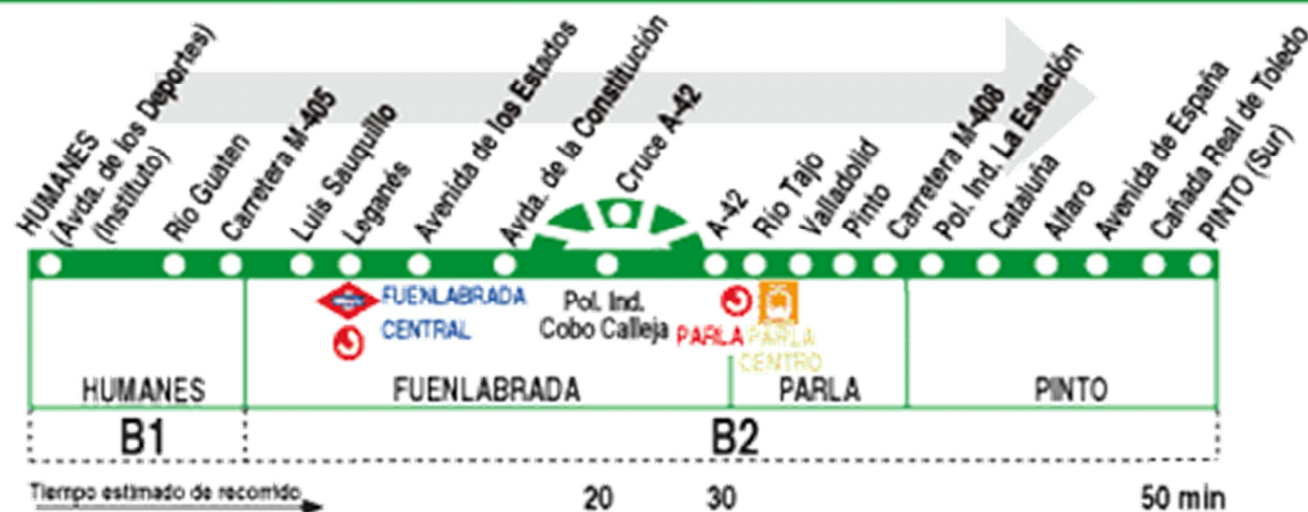 HUMANES
(Avda. de los Deportes)
(Instituto)
Río Guaten
Carretera M-405
Luis Sauquillo
Leganés
Avenida de los Estados
Avda. de la Constitución
Cruce A-42
A-42
Río Tajo
Valladolid
Pinto
Carretera M-408
Pol. Ind. La Estación
Cataluña
Alfaro
Avenida de España
Cañada Real de Toledo
PINTO (Sur)
FUENLABRADA
CENTRAL
Pol. Ind.
Cobo Calleja
PARLA
PARLA
CENTRO
HUMANES
FUENLABRADA
PARLA
PINTO
B1
B2
Tiempo estimado de recorrido
20
30
50 min